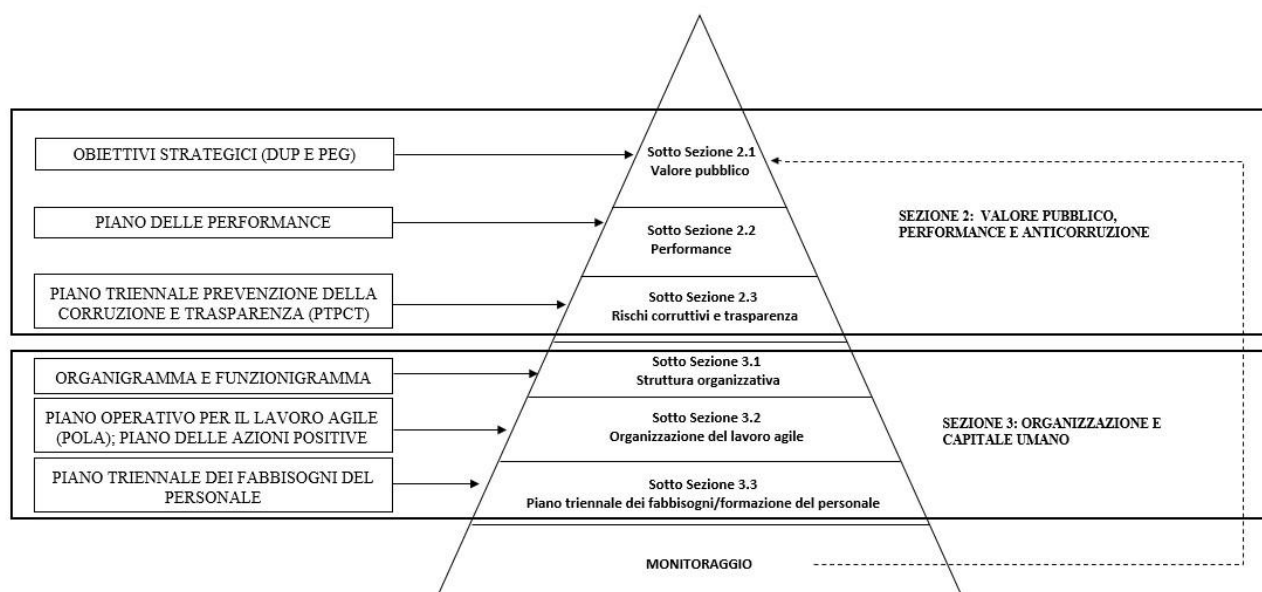 OBIETTIVI STRATEGICI (DUP E PEG)
Sotto Sezione 2.1
Valore pubblico
PIANO DELLE PERFORMANCE
Sotto Sezione 2.2
Performance
SEZIONE 2: VALORE PUBBLICO,
PERFORMANCE E ANTICORRUZIONE
PIANO TRIENNALE PREVENZIONE DELLA
CORRUZIONE E TRASPARENZA (PTPCT)
Sotto Sezione 2.3
Rischi corruttivi e trasparenza
ORGANIGRAMMA E FUNZIONIGRAMMA
Sotto Sezione 3.1
Struttura organizzativa
PIANO OPERATIVO PER IL LAVORO AGILE
(POLA); PIANO DELLE AZIONI POSITIVE
Sotto Sezione 3.2
Organizzazione del lavoro agile
SEZIONE 3: ORGANIZZAZIONE E
CAPITALE UMANO
PIANO TRIENNALE DEI FABBISOGNI DEL
PERSONALE
Sotto Sezione 3.3
Piano triennale dei fabbisogni/formazione del personale
MONITORAGGIO